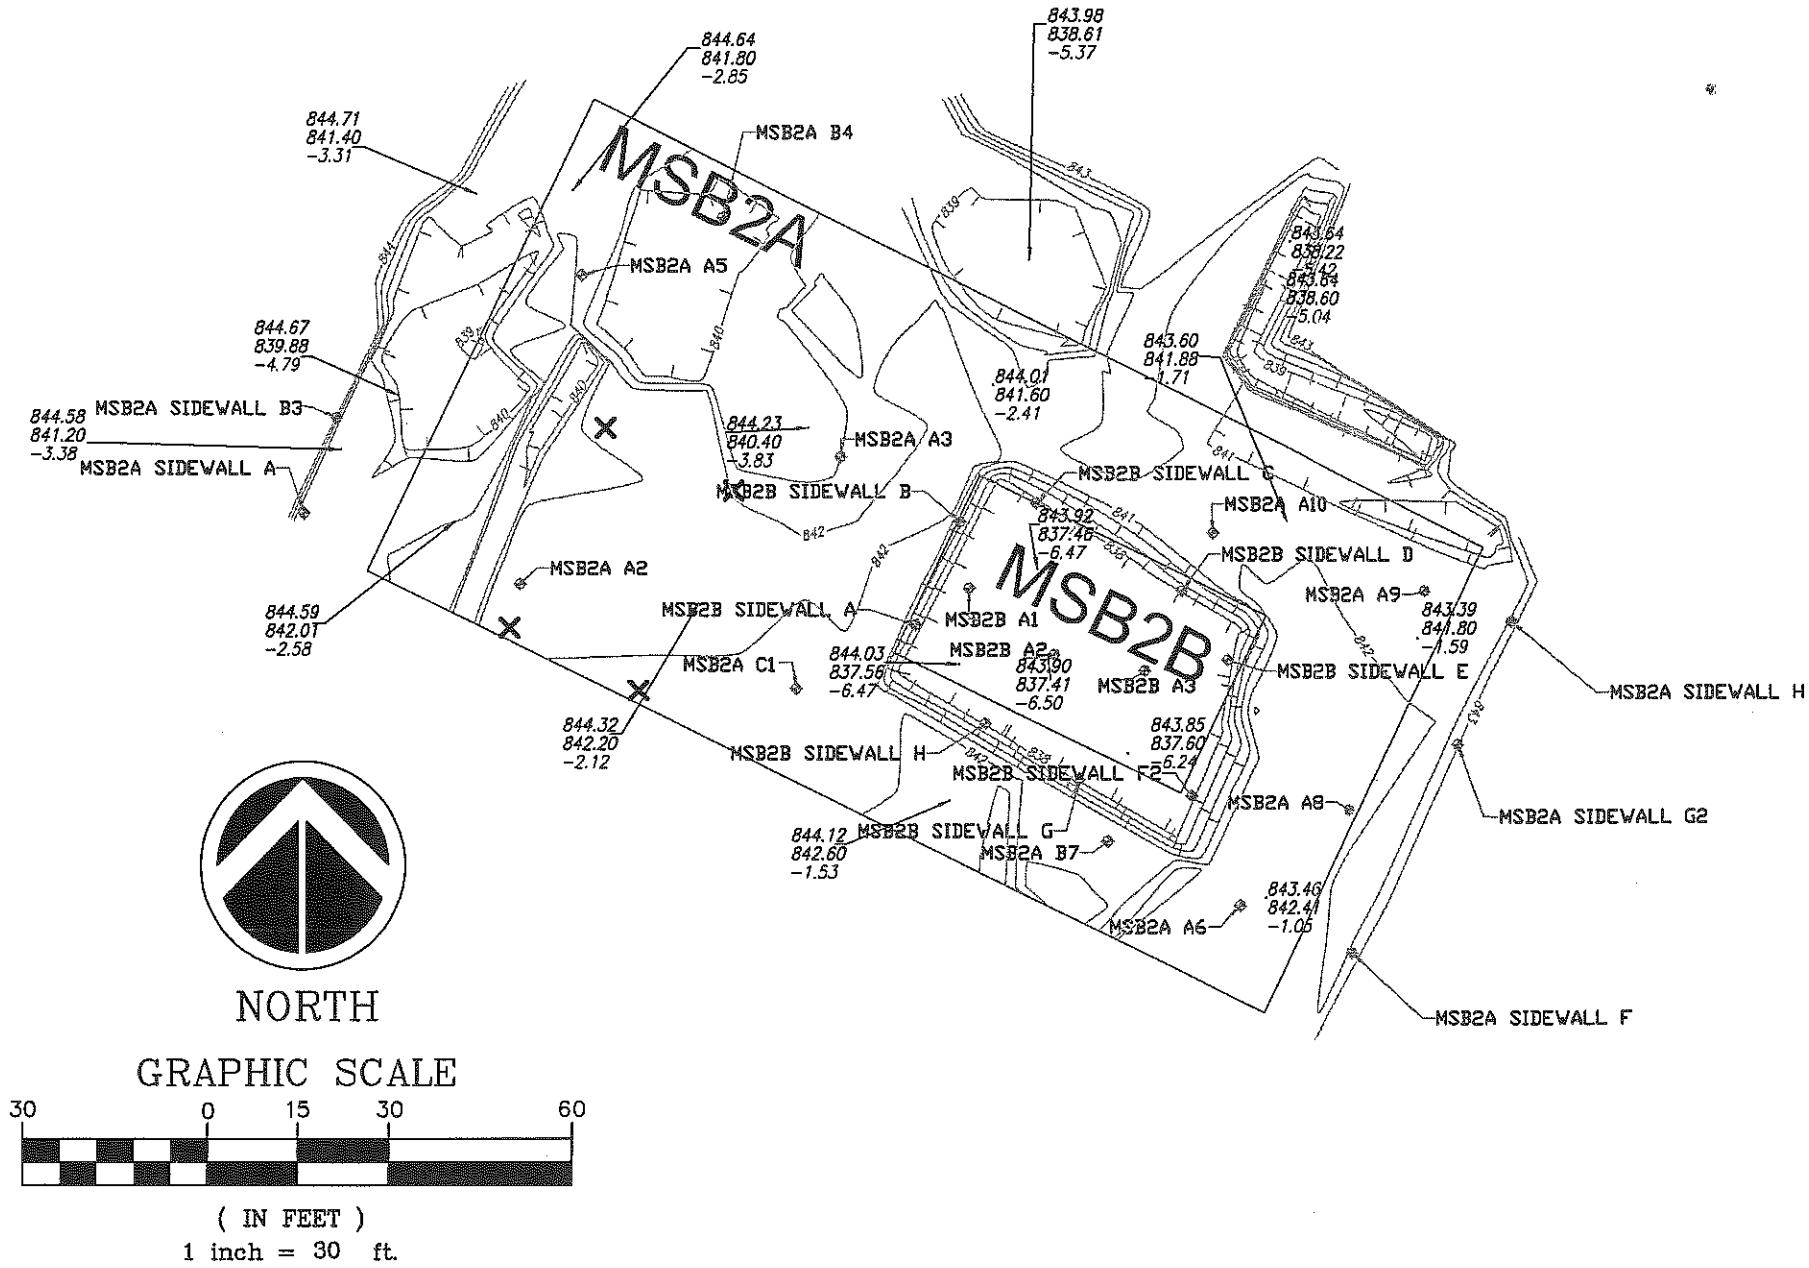 843.98
838.61
-5.37
844.64
841.80
-2.85
844.71
841.40
-3.31
MSB2A B4
MSB2A
843
839
844
MSB2A A5
843.64
838.22
-5.42
843.64
838.60
-5.04
843
839
844.67
839.88
-4.79
839
840
840
840
843.60
841.88
-1.71
844.01
841.60
-2.41
MSB2A SIDEWALL B3
844.58
841.20
-3.38
MSB2A SIDEWALL A
844.23
840.40
-3.83
MSB2A A3
841
MSB2B SIDEWALL C
MSB2B SIDEWALL B
MSB2A A10
843.92
837.46
-6.47
841
838
842
842
MSB2B SIDEWALL D
MSB2B
MSB2A A2
MSB2A A9
843.39
841.80
-1.59
MSB2B SIDEWALL A
MSB2B A1
844.59
842.01
-2.58
842
MSB2B A2
844.03
837.56
-6.47
843.90
837.41
-6.50
MSB2A C1
MSB2B A3
MSB2B SIDEWALL E
MSB2A SIDEWALL H
843
844.32
842.20
-2.12
843.85
837.60
-6.24
MSB2B SIDEWALL H
838
842
MSB2B SIDEWALL F2
MSB2A A8
MSB2A SIDEWALL G2
844.12
842.60
-1.53
MSB2B SIDEWALL G
MSB2A B7
843.46
842.41
-1.05
MSB2A A6
MSB2A SIDEWALL F
NORTH
GRAPHIC SCALE
30 0 15 30 60
( IN FEET )
1 inch = 30 ft.